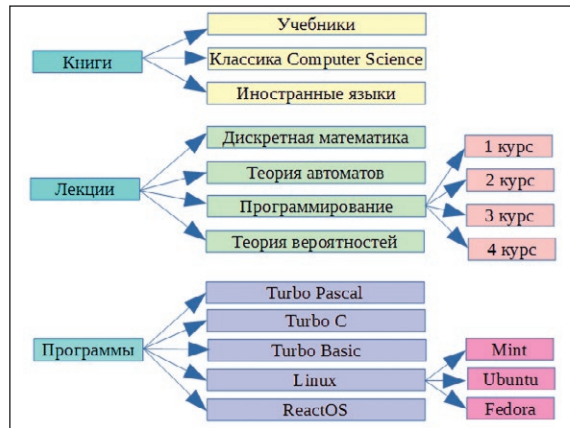 Книги
Учебники
Классика Computer Science
Иностранные языки
Лекции
Дискретная математика
Теория автоматов
Программирование
Теория вероятностей
1 курс
2 курс
3 курс
4 курс
Программы
Turbo Pascal
Turbo C
Turbo Basic
Linux
ReactOS
Mint
Ubuntu
Fedora